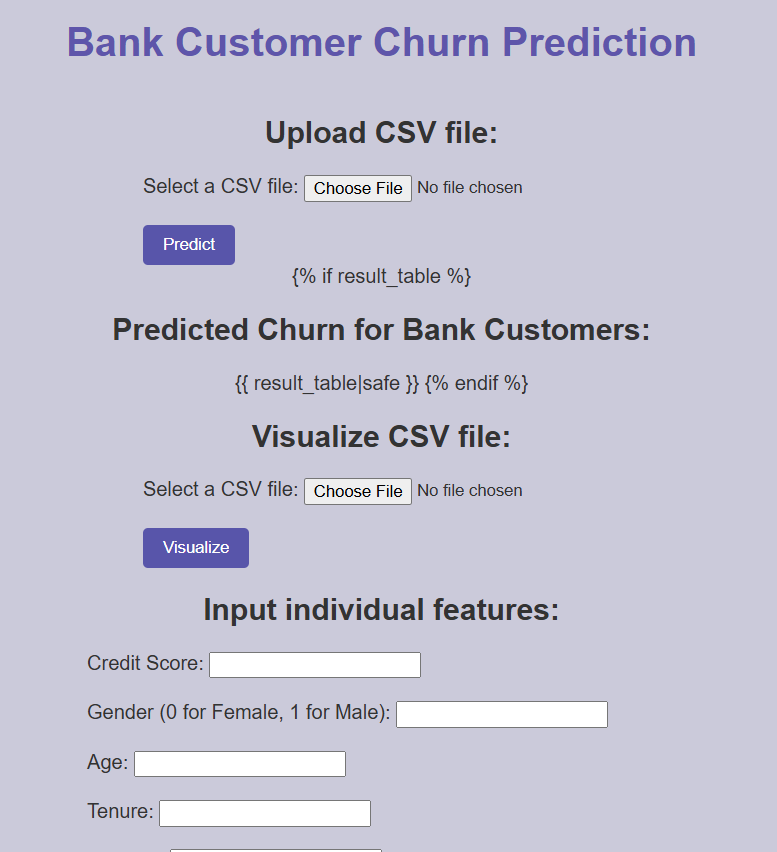 Bank Customer Churn Prediction
Upload CSV file:
Select a CSV file: Choose File No file chosen
Predict
{% if result_table %}
Predicted Churn for Bank Customers:
{{ result_table|safe }} {% endif %}
Visualize CSV file:
Select a CSV file: Choose File No file chosen
Visualize
Input individual features:
Credit Score:
Gender (0 for Female, 1 for Male):
Age:
Tenure: